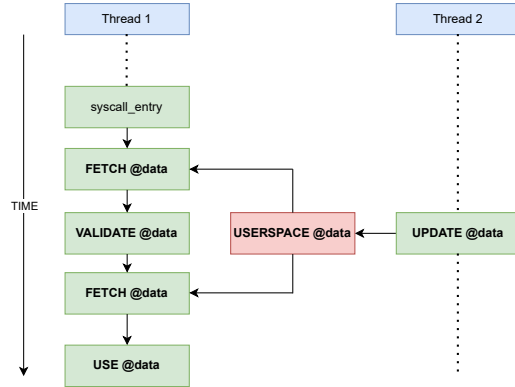 Thread 1
Thread 2
syscall_entry
FETCH @data
TIME
VALIDATE @data
USERSPACE @data
UPDATE @data
FETCH @data
USE @data